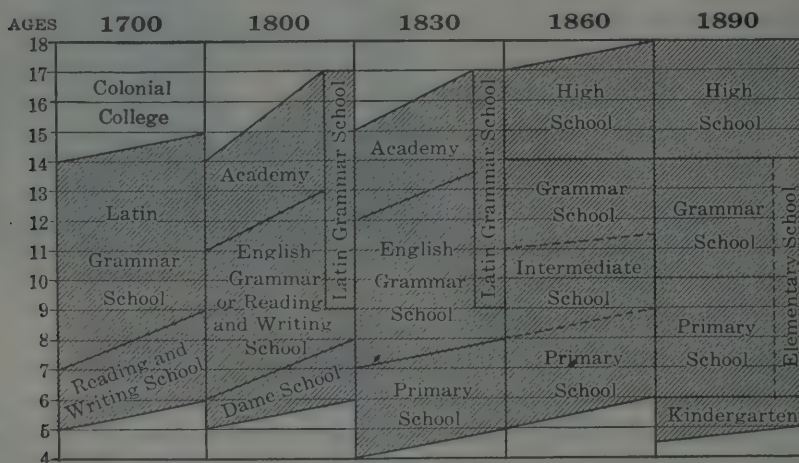 AGES 1700 1800 1830 1860 1890
18
17
16
15
14
13
12
11
10
9
8
7
6
5
4
Colonial
College
Latin
Grammar
School
Reading and
Writing School
Academy
English
Grammar
or Reading
and Writing
School
Dame School
Latin Grammar School
Academy
English
Grammar
School
Primary
School
Latin Grammar School
High
School
Grammar
School
Intermediate
School
Primary
School
High
School
Grammar
School
Primary
School
Elementary School
Kindergarten